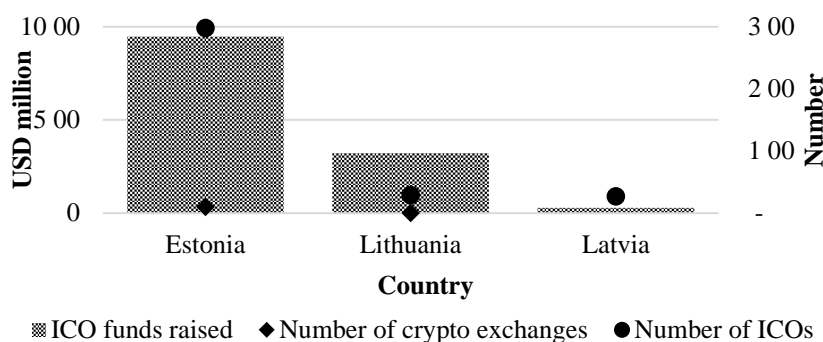 10 00
5 00
0
USD million
3 00
2 00
1 00
-
Number
Estonia
Lithuania
Latvia
Country
ICO funds raised
Number of crypto exchanges
Number of ICOs